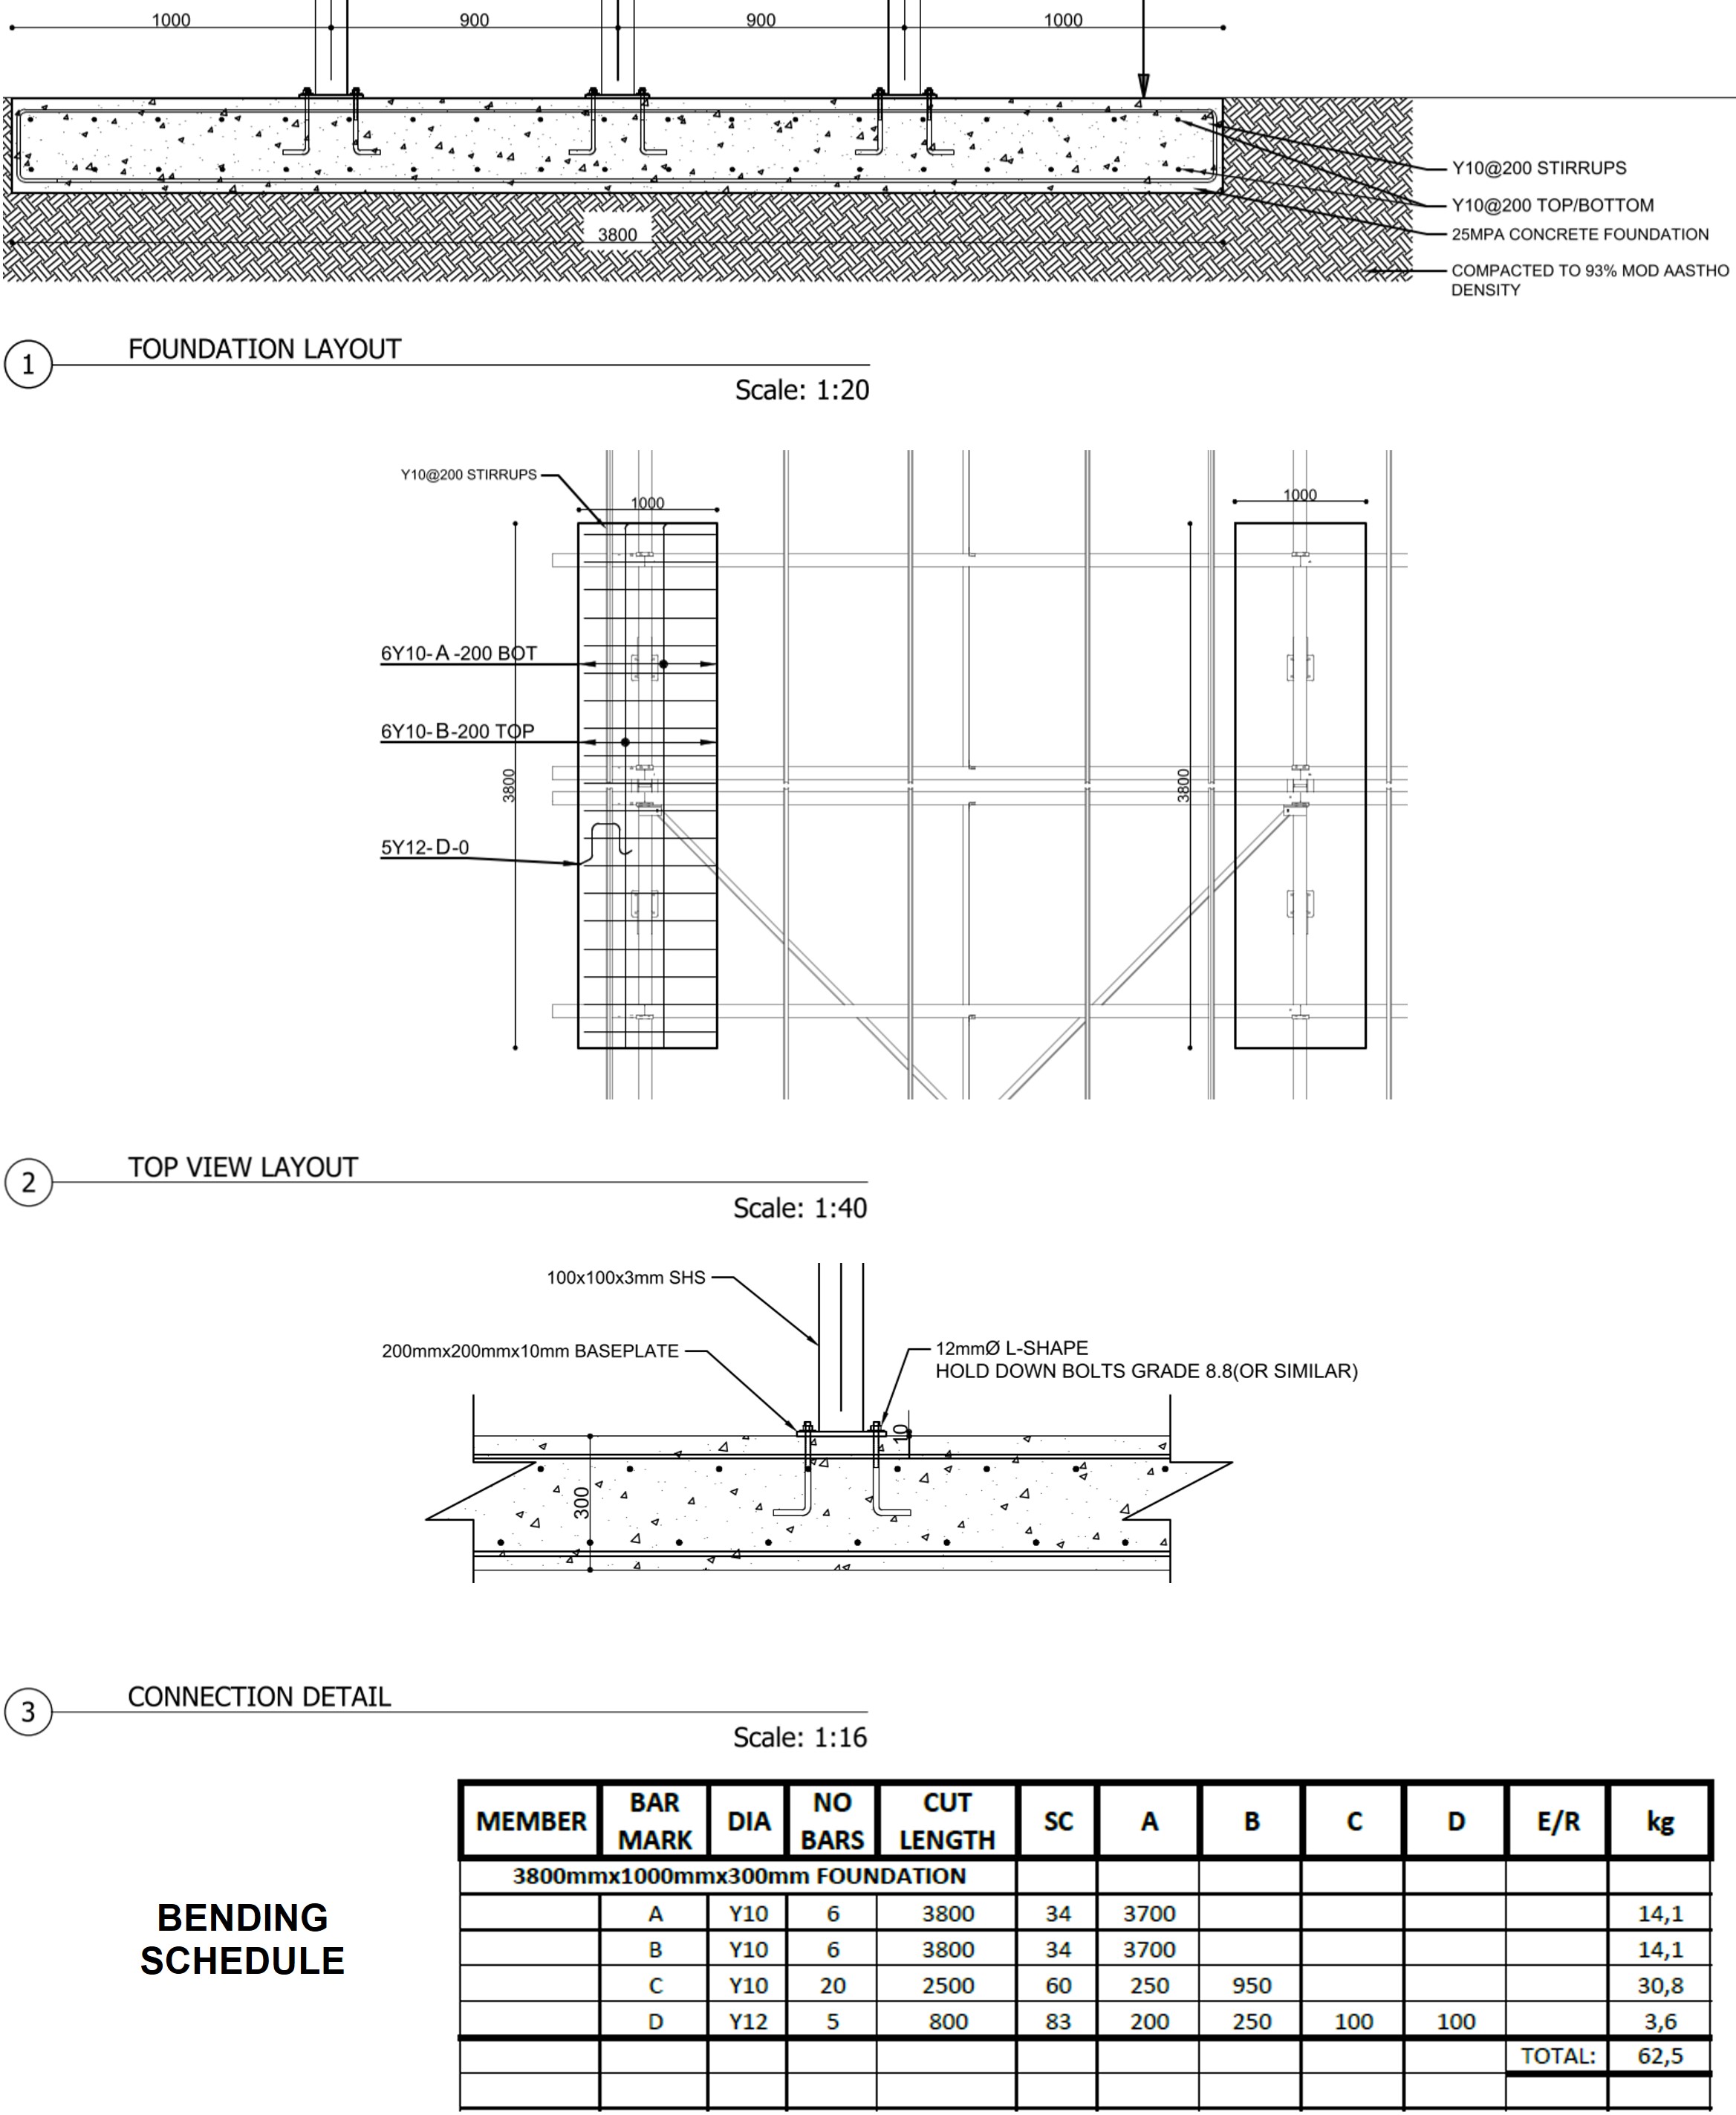 1000 900 900 1000
Y10@200 STIRRUPS
Y10@200 TOP/BOTTOM
25MPA CONCRETE FOUNDATION
3800
COMPACTED TO 93% MOD AASTHO
DENSITY
1 FOUNDATION LAYOUT
Scale: 1:20
Y10@200 STIRRUPS
1000 1000
6Y10-A-200 BOT
6Y10-B-200 TOP
3800 3800
5Y12-D-0
2 TOP VIEW LAYOUT
Scale: 1:40
100x100x3mm SHS
200mmx200mmx10mm BASEPLATE
12mmØ L-SHAPE
HOLD DOWN BOLTS GRADE 8.8(OR SIMILAR)
10
300
3 CONNECTION DETAIL
Scale: 1:16
BENDING
SCHEDULE
MEMBER BAR MARK DIA NO BARS CUT LENGTH SC A B C D E/R kg
3800mmx1000mmx300mm FOUNDATION
A Y10 6 3800 34 3700 14,1
B Y10 6 3800 34 3700 14,1
C Y10 20 2500 60 250 950 30,8
D Y12 5 800 83 200 250 100 100 3,6
TOTAL: 62,5